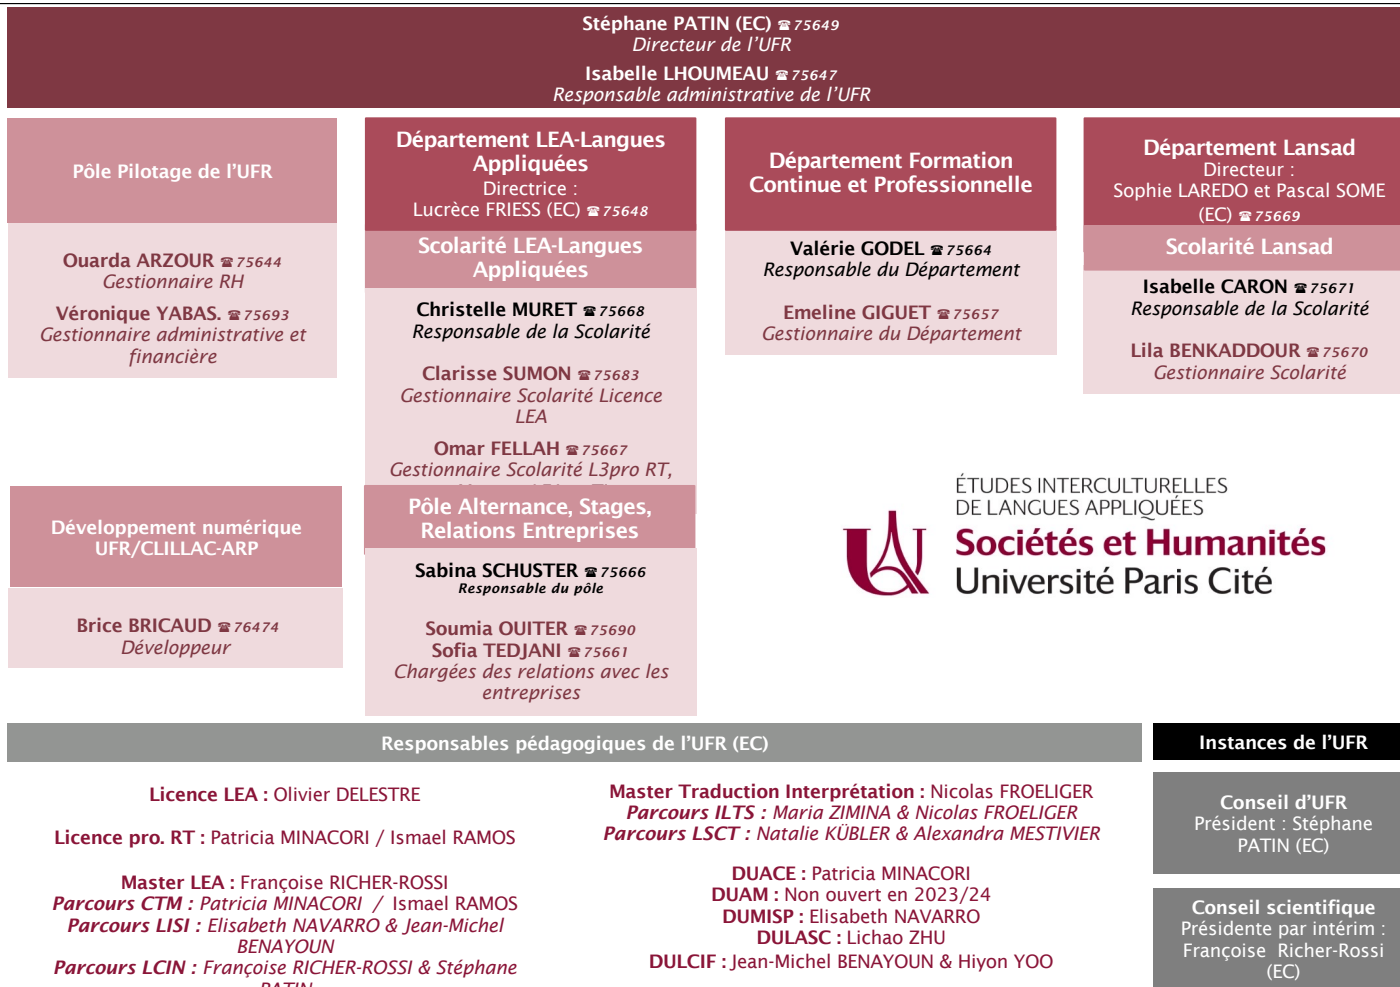 Stéphane PATIN (EC) ☎75649
Directeur de l'UFR
Isabelle LHOUMEAU ☎75647
Responsable administrative de l'UFR
Pôle Pilotage de l'UFR
Ouarda ARZOUR ☎75644
Gestionnaire RH
Véronique YABAS. ☎75693
Gestionnaire administrative et
financière
Développement numérique
UFR/CLILLAC-ARP
Brice BRICAUD ☎76474
Développeur
Département LEA-Langues
Appliquées
Directrice :
Lucrèce FRIESS (EC) ☎75648
Scolarité LEA-Langues
Appliquées
Christelle MURET ☎75668
Responsable de la Scolarité
Clarisse SUMON ☎75683
Gestionnaire Scolarité Licence
LEA
Omar FELLAH ☎75667
Gestionnaire Scolarité L3pro RT,
Pôle Alternance, Stages,
Relations Entreprises
Sabina SCHUSTER ☎75666
Responsable du pôle
Soumia OUITER ☎75690
Sofia TEDJANI ☎75661
Chargées des relations avec les
entreprises
Département Formation
Continue et Professionnelle
Valérie GODEL ☎75664
Responsable du Département
Emeline GIGUET ☎75657
Gestionnaire du Département
Département Lansad
Directeur :
Sophie LAREDO et Pascal SOME
(EC) ☎75669
Scolarité Lansad
Isabelle CARON ☎75671
Responsable de la Scolarité
Lila BENKADDOUR ☎75670
Gestionnaire Scolarité
ÉTUDES INTERCULTURELLES
DE LANGUES APPLIQUÉES
Sociétés et Humanités
Université Paris Cité
Responsables pédagogiques de l'UFR (EC)
Licence LEA : Olivier DELESTRE
Licence pro. RT : Patricia MINACORI / Ismael RAMOS
Master LEA : Françoise RICHER-ROSSI
Parcours CTM : Patricia MINACORI / Ismael RAMOS
Parcours LISI : Elisabeth NAVARRO & Jean-Michel
BENAYOUN
Parcours LCIN : Françoise RICHER-ROSSI & Stéphane
PATIN
Master Traduction Interprétation : Nicolas FROELIGER
Parcours ILTS : Maria ZIMINA & Nicolas FROELIGER
Parcours LSCT : Natalie KÜBLER & Alexandra MESTIVIER
DUACE : Patricia MINACORI
DUAM : Non ouvert en 2023/24
DUMISP : Elisabeth NAVARRO
DULASC : Lichao ZHU
DULCIF : Jean-Michel BENAYOUN & Hiyon YOO
Instances de l'UFR
Conseil d'UFR
Président : Stéphane
PATIN (EC)
Conseil scientifique
Présidente par intérim :
Françoise Richer-Rossi
(EC)